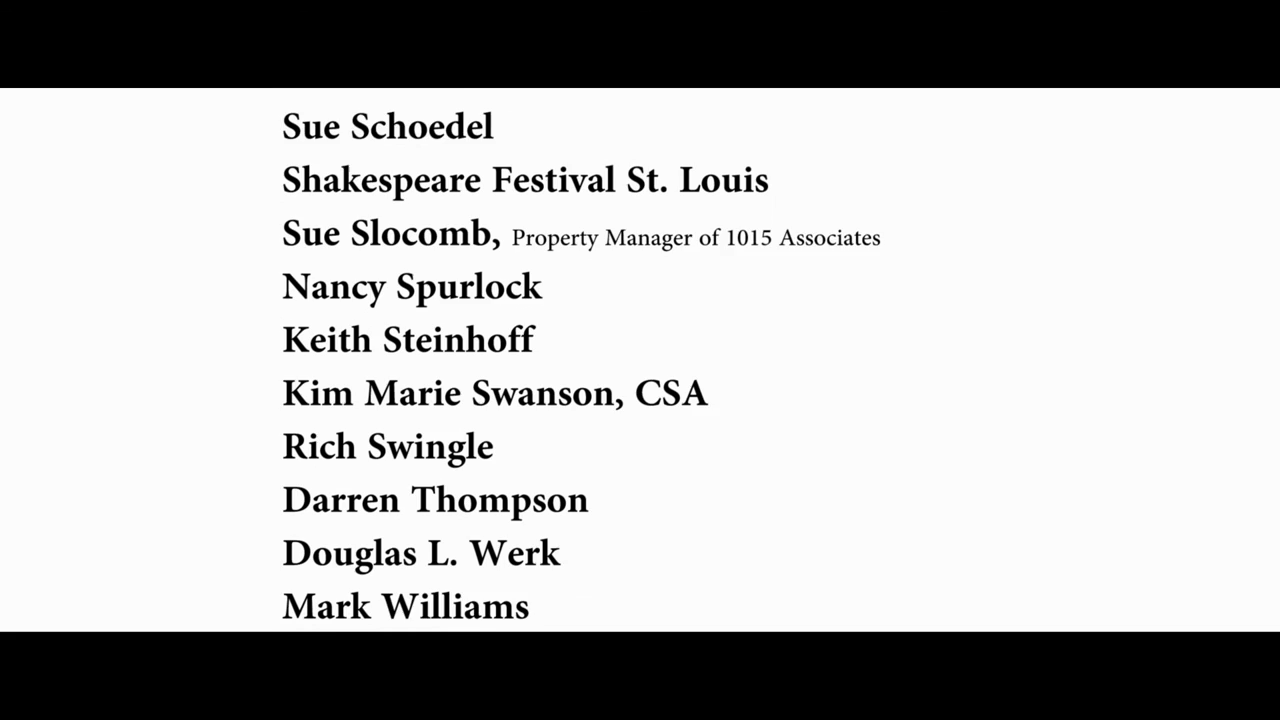 Sue Schoedel
Shakespeare Festival St. Louis
Sue Slocomb, Property Manager of 1015 Associates
Nancy Spurlock
Keith Steinhoff
Kim Marie Swanson, CSA
Rich Swingle
Darren Thompson
Douglas L. Werk
Mark Williams